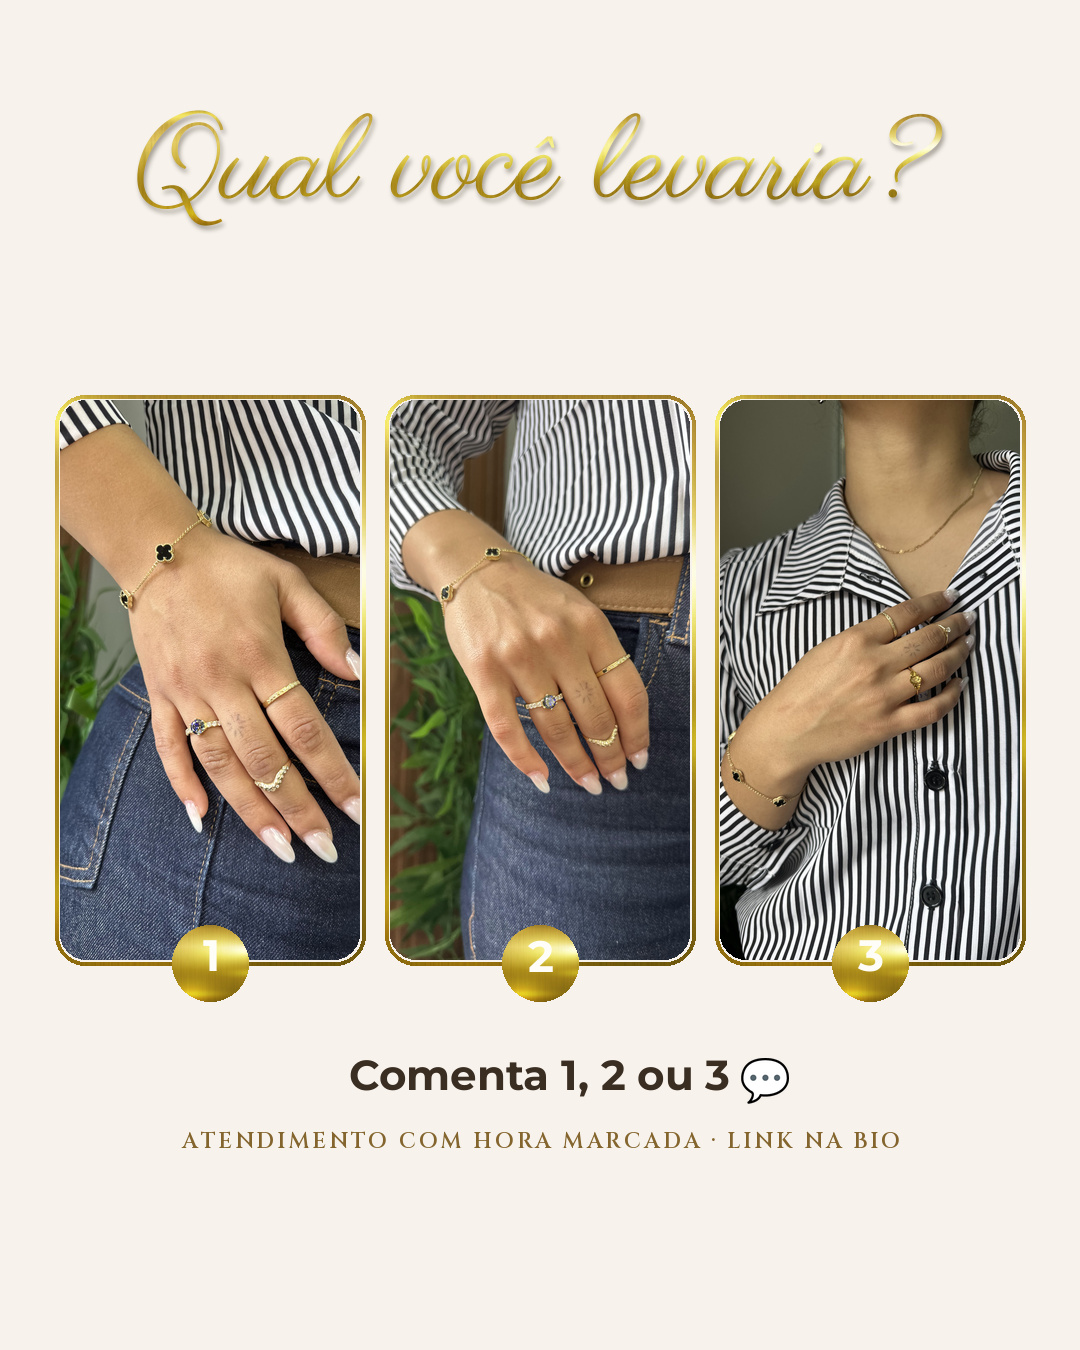 Qual você levaria?
1
2
3
Comenta 1, 2 ou 3 💬
ATENDIMENTO COM HORA MARCADA · LINK NA BIO